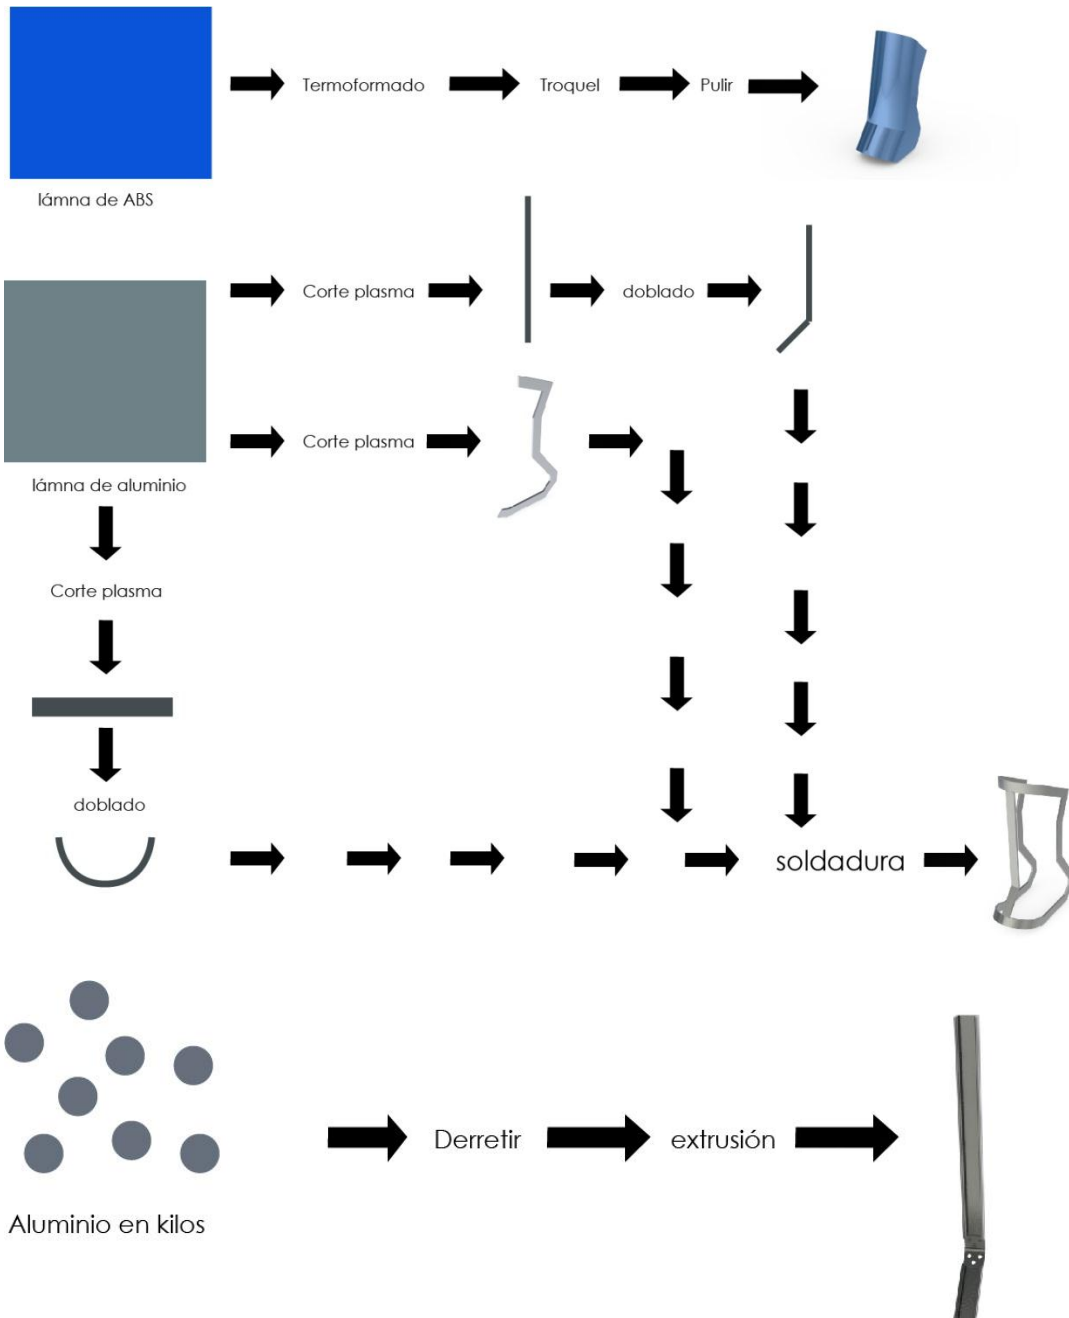 Termoformado
Troquel
Pulir
lámna de ABS
Corte plasma
doblado
Corte plasma
lámna de aluminio
Corte plasma
doblado
soldadura
Derretir
extrusión
Aluminio en kilos